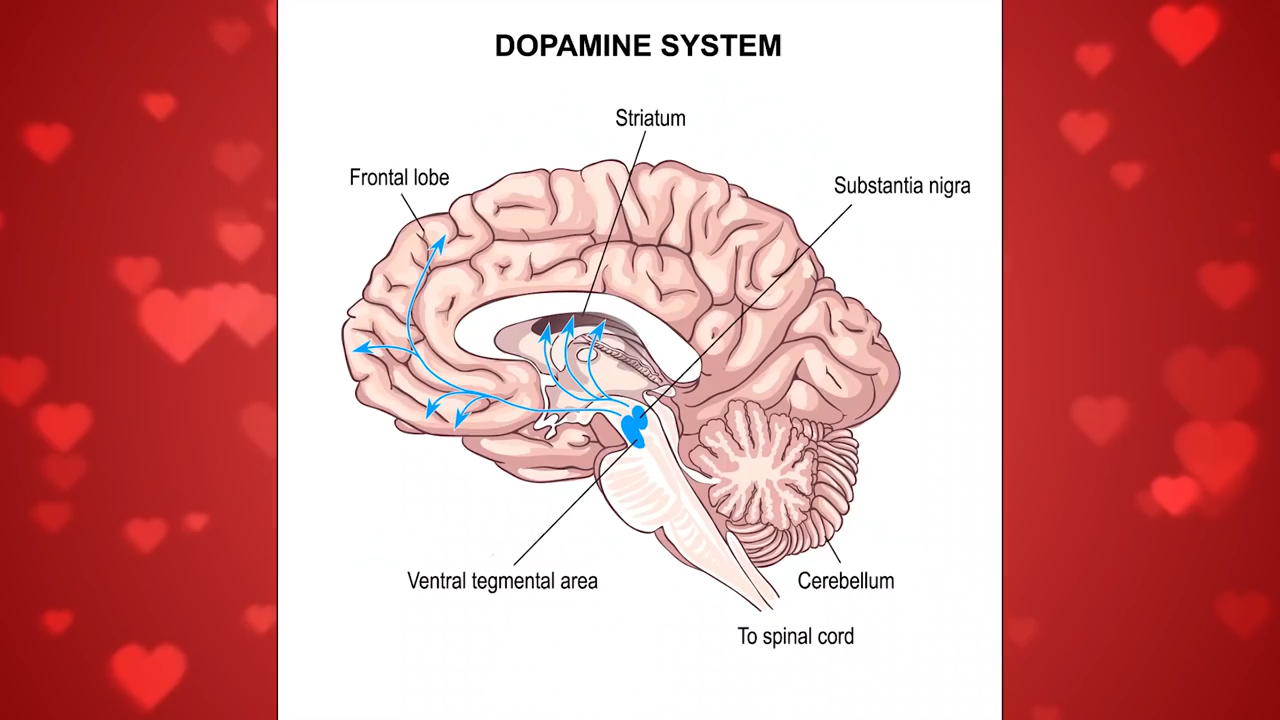 DOPAMINE SYSTEM
Striatum
Frontal lobe
Substantia nigra
Ventral tegmental area
Cerebellum
To spinal cord